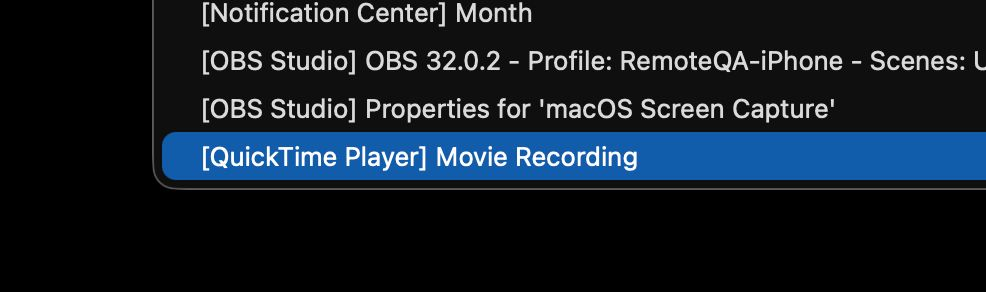 [Notification Center] Month
[OBS Studio] OBS 32.0.2 - Profile: RemoteQA-iPhone - Scenes: U
[OBS Studio] Properties for 'macOS Screen Capture'
[QuickTime Player] Movie Recording